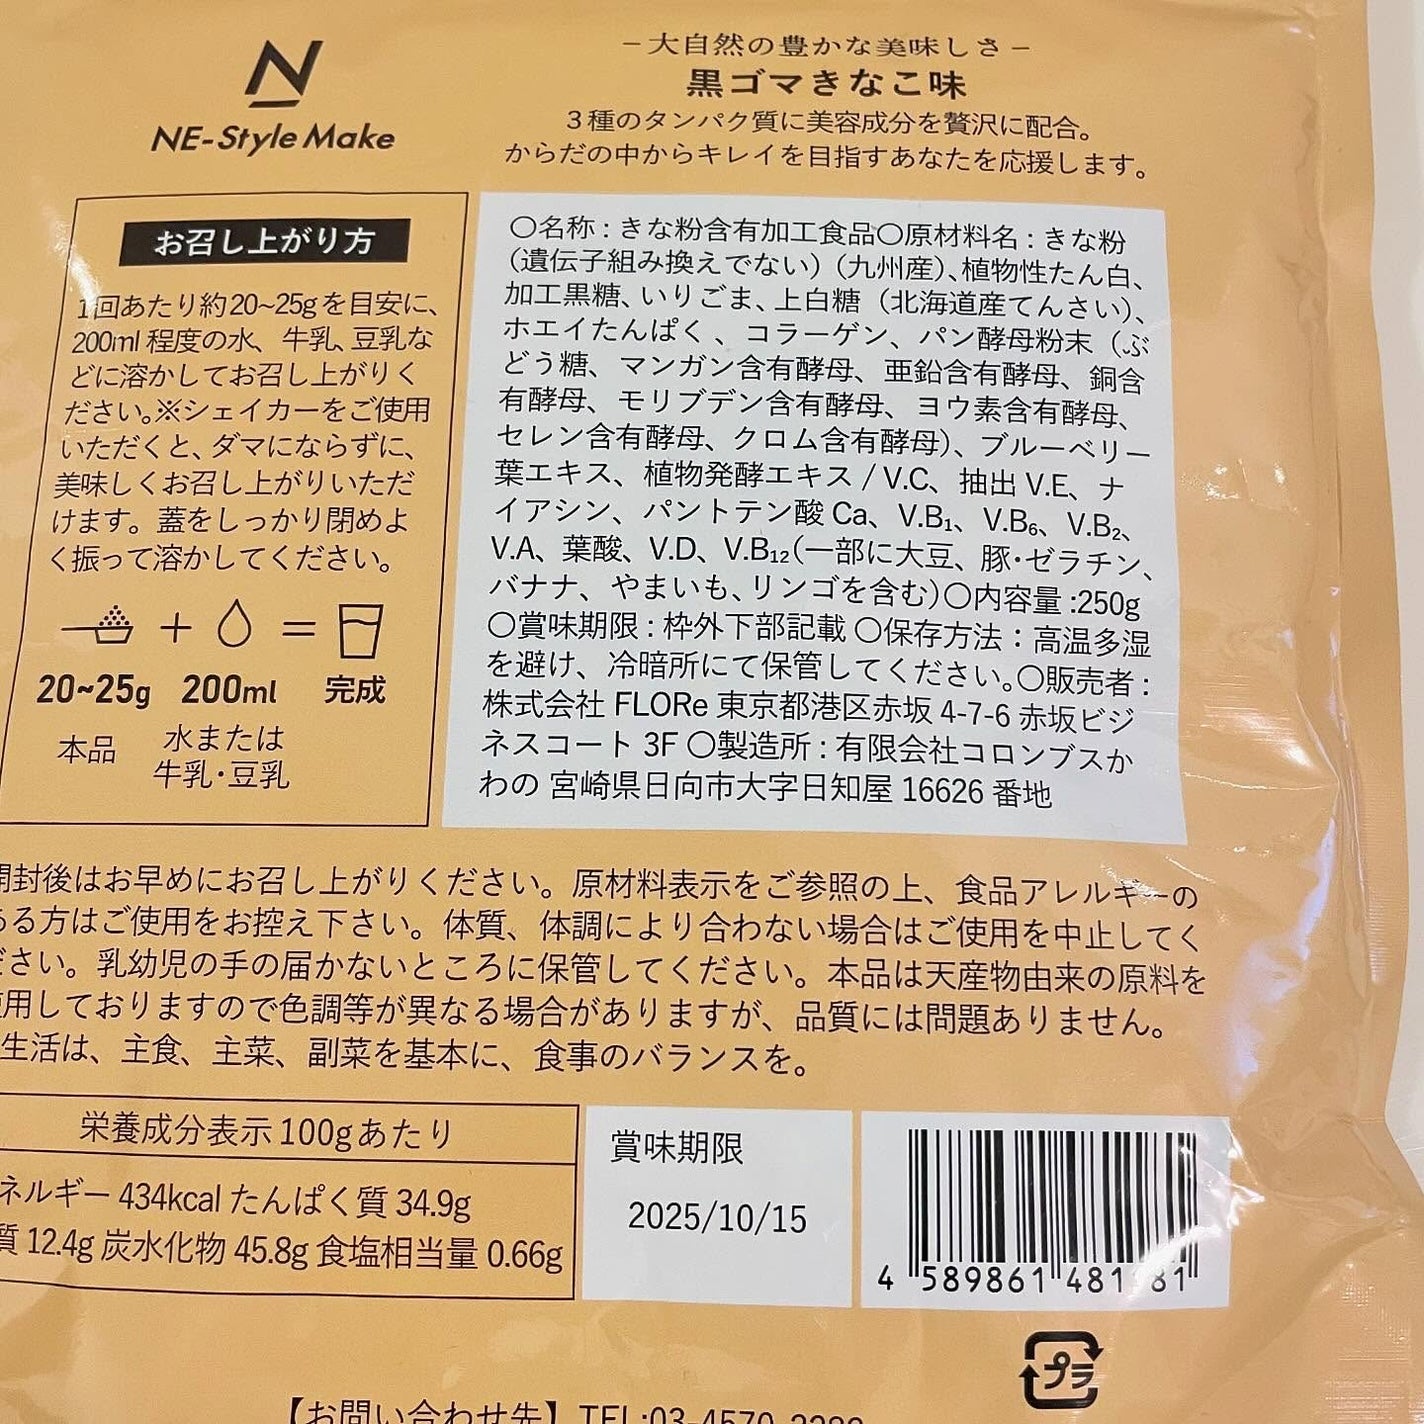 NE-Style Make
−大自然の豊かな美味しさ−
黒ゴマきなこ味
3種のタンパク質に美容成分を贅沢に配合。
からだの中からキレイを目指すあなたを応援します。
お召し上がり方
1回あたり約20~25gを目安に、
200ml程度の水、牛乳、豆乳な
どに溶かしてお召し上がりく
ださい。※シェイカーをご使用
いただくと、ダマにならずに、
美味しくお召し上がりいただ
けます。蓋をしっかり閉めよ
く振って溶かしてください。
+ =
20~25g 200ml 完成
本品 水または
牛乳・豆乳
〇名称：きな粉含有加工食品〇原材料名：きな粉
（遺伝子組み換えでない）（九州産）、植物性たん白、
加工黒糖、いりごま、上白糖（北海道産てんさい）、
ホエイたんぱく、コラーゲン、パン酵母粉末（ぶ
どう糖、マンガン含有酵母、亜鉛含有酵母、銅含
有酵母、モリブデン含有酵母、ヨウ素含有酵母、
セレン含有酵母、クロム含有酵母）、ブルーベリー
葉エキス、植物発酵エキス / V.C、抽出 V.E、ナ
イアシン、パントテン酸 Ca、V.B₁、V.B₆、V.B₂、
V.A、葉酸、V.D、V.B₁₂（一部に大豆、豚・ゼラチン、
バナナ、やまいも、リンゴを含む）〇内容量 :250g
〇賞味期限：枠外下部記載 〇保存方法：高温多湿
を避け、冷暗所にて保管してください。〇販売者：
株式会社 FLORe 東京都港区赤坂 4-7-6 赤坂ビジ
ネスコート 3F 〇製造所：有限会社コロンブスか
わの 宮崎県日向市大字日知屋 16626 番地
開封後はお早めにお召し上がりください。原材料表示をご参照の上、食品アレルギーの
ある方はご使用をお控え下さい。体質、体調により合わない場合はご使用を中止してく
ださい。乳幼児の手の届かないところに保管してください。本品は天産物由来の原料を
使用しておりますので色調等が異なる場合がありますが、品質には問題ありません。
生活は、主食、主菜、副菜を基本に、食事のバランスを。
栄養成分表示100gあたり
ネルギー 434kcal たんぱく質 34.9g
質 12.4g 炭水化物 45.8g 食塩相当量 0.66g
賞味期限
2025/10/15
4 589861 481 81
プラ
【お問い合わせ先】TEL:03-4570-